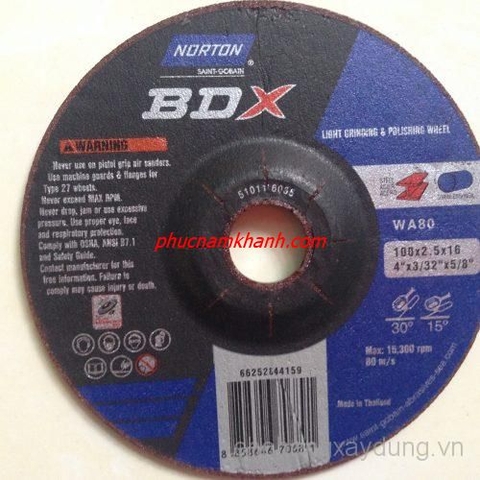 NORTON
SAINT-GOBAIN
®
BDX
LIGHT GRINDING & POLISHING WHEEL
WARNING
Never use on pistol grip air sanders.
Use machine guards & flanges for
Type 27 wheels.
Never exceed MAX RPM.
Never drop, jam or use excessive
pressure. Use proper eye, face
and respiratory protection.
Comply with OSHA, ANSI B7.1
and Safety Guide.
Contact manufacturer for this
free information. Failure to
comply may cause injury or death.
phucnamkhanh.com
WA80
100x2.5x16
4"x3/32"x5/8"
30° 15°
Max: 15,300 rpm
80 m/s
Made in Thailand
66252844159
sanphamxaydung.vn